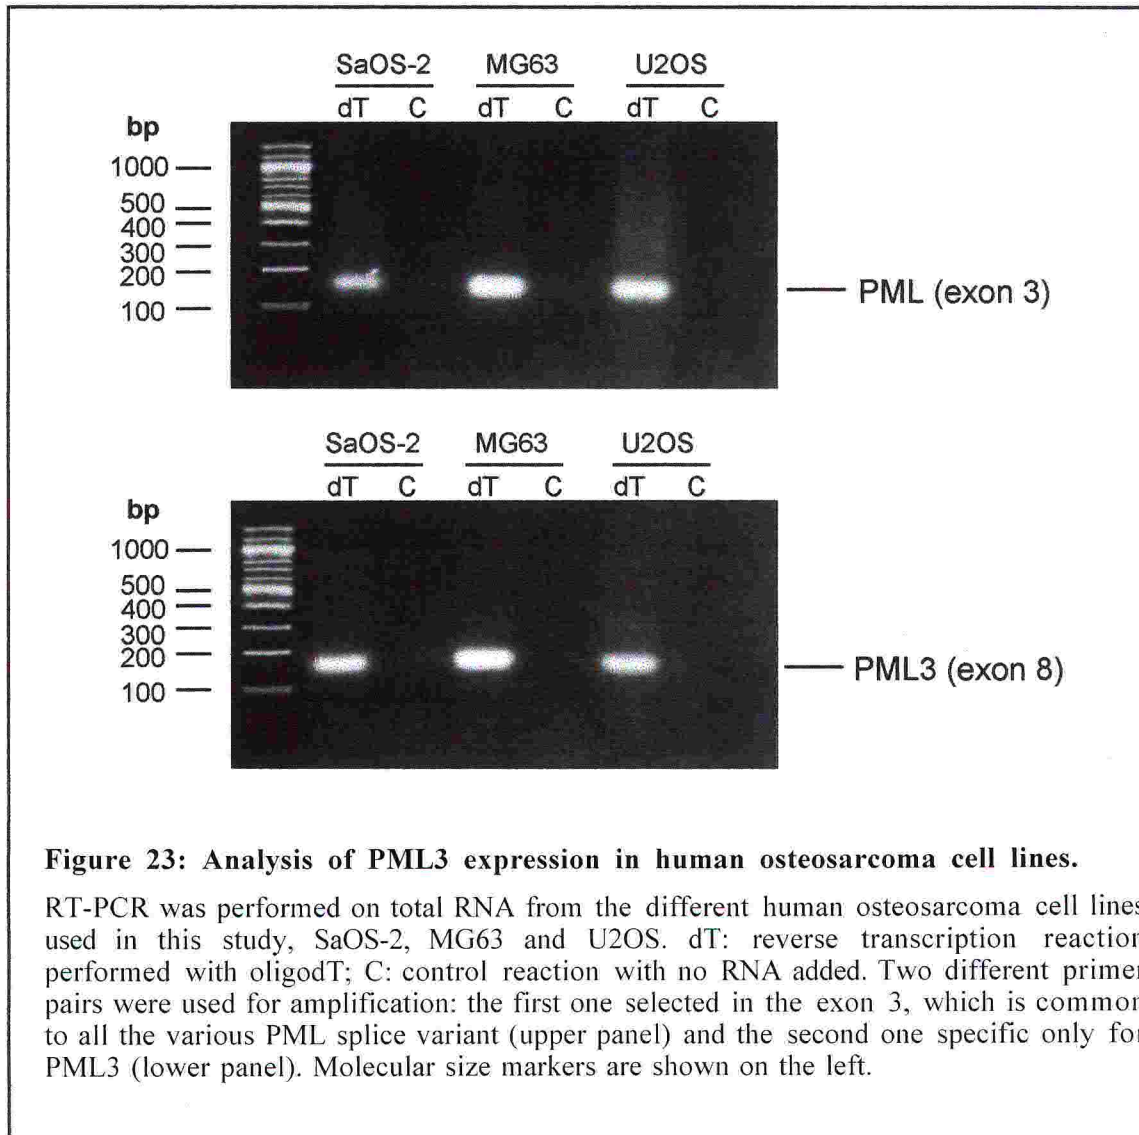 SaOS-2 MG63 U2OS
dT C dT C dT C
bp
1000
500
400
300
200
100
PML (exon 3)
SaOS-2 MG63 U2OS
dT C dT C dT C
bp
1000
500
400
300
200
100
PML3 (exon 8)
Figure 23: Analysis of PML3 expression in human osteosarcoma cell lines.
RT-PCR was performed on total RNA from the different human osteosarcoma cell lines
used in this study, SaOS-2, MG63 and U2OS. dT: reverse transcription reaction
performed with oligodT; C: control reaction with no RNA added. Two different primer
pairs were used for amplification: the first one selected in the exon 3, which is common
to all the various PML splice variant (upper panel) and the second one specific only for
PML3 (lower panel). Molecular size markers are shown on the left.